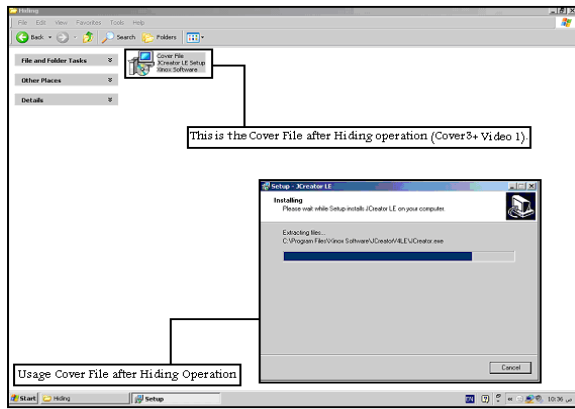 Hiding
File Edit View Favorites Tools Help
Back Search Folders
File and Folder Tasks
Other Places
Details
Cover File
JCreator LE Setup
Xinox Software
This is the Cover File after Hiding operation (Cover3+ Video 1).
Setup - JCreator LE
Installing
Please wait while Setup installs JCreator LE on your computer.
Extracting files...
C:\Program Files\Xinox Software\JCreatorV4LE\JCreator.exe
Cancel
Usage Cover File after Hiding Operation
Start Hiding Setup EN 10:36 ص